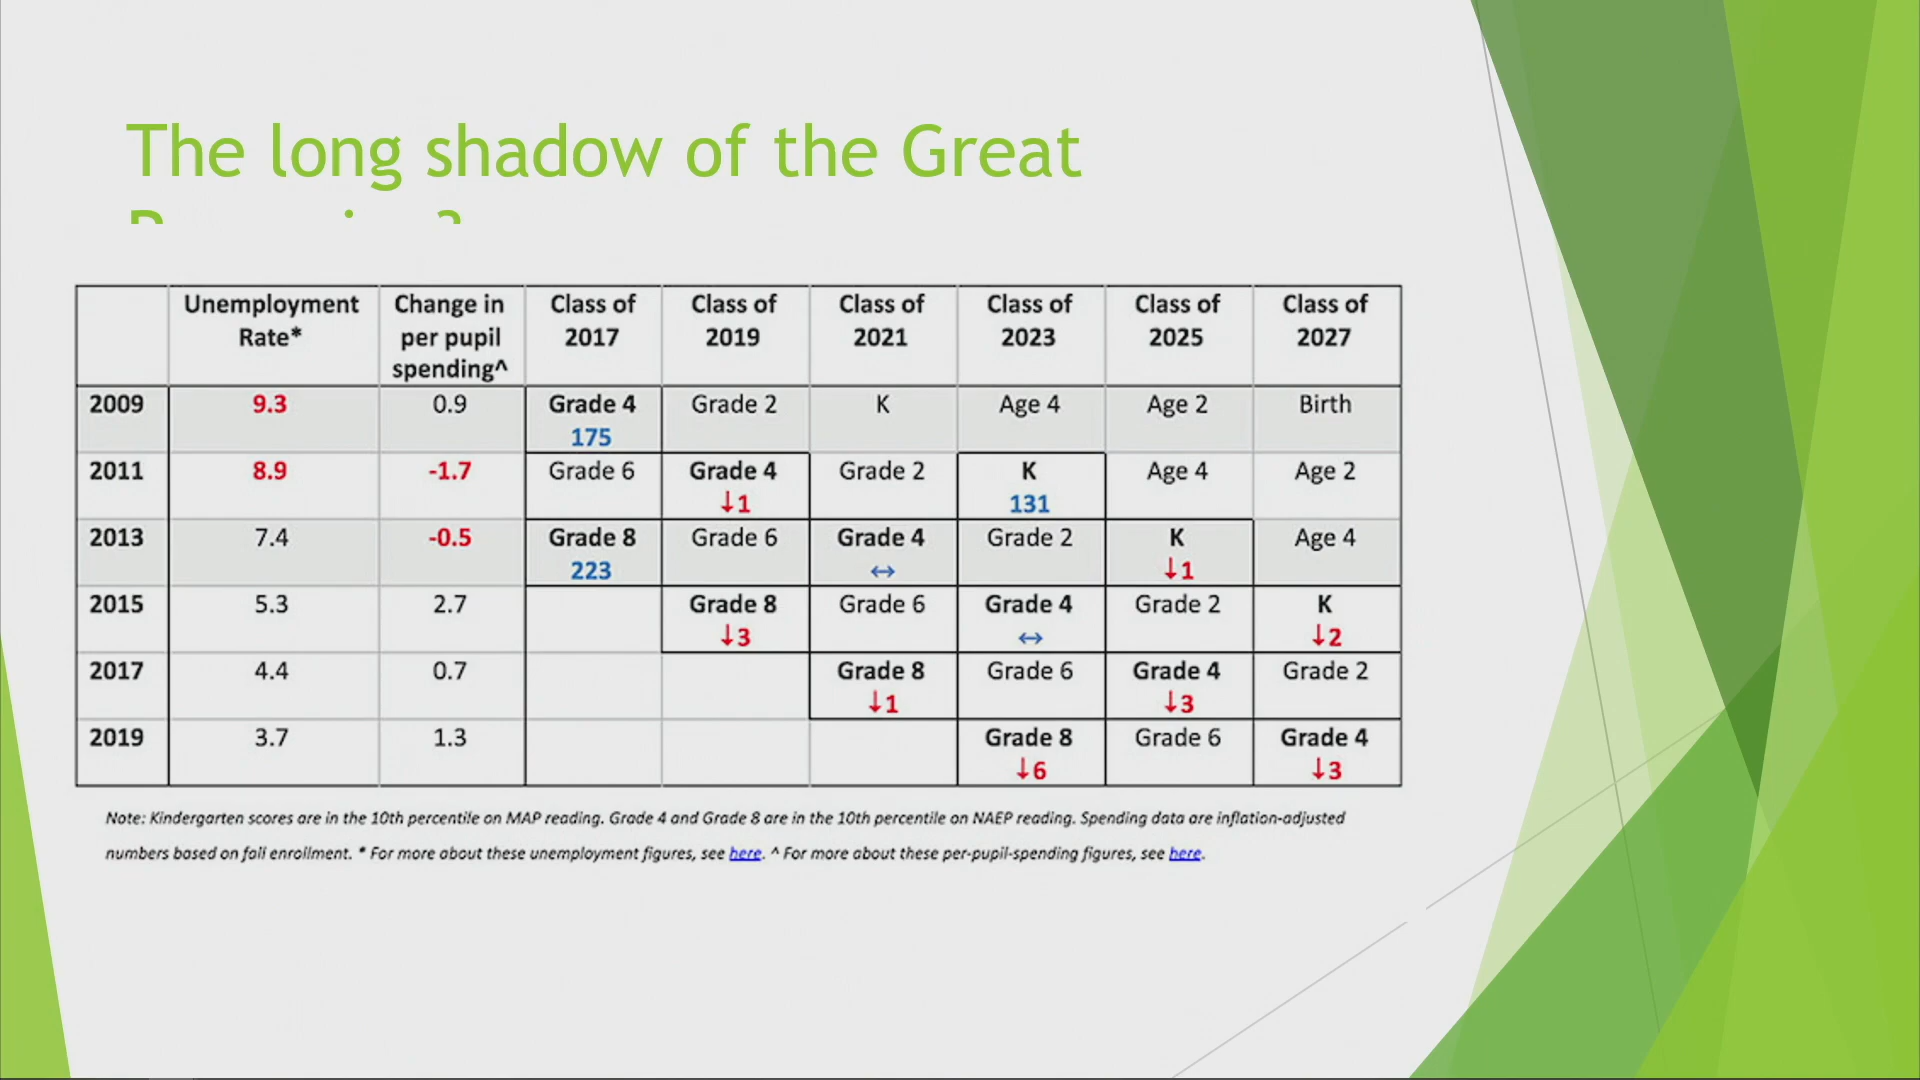 The long shadow of the Great
Unemployment Rate* Change in per pupil spending^ Class of 2017 Class of 2019 Class of 2021 Class of 2023 Class of 2025 Class of 2027
2009 9.3 0.9 Grade 4 175 Grade 2 K Age 4 Age 2 Birth
2011 8.9 -1.7 Grade 6 Grade 4 ↓1 Grade 2 K 131 Age 4 Age 2
2013 7.4 -0.5 Grade 8 223 Grade 6 Grade 4 ↔ Grade 2 K ↓1 Age 4
2015 5.3 2.7 Grade 8 ↓3 Grade 6 Grade 4 ↔ Grade 2 K ↓2
2017 4.4 0.7 Grade 8 ↓1 Grade 6 Grade 4 ↓3 Grade 2
2019 3.7 1.3 Grade 8 ↓6 Grade 6 Grade 4 ↓3
Note: Kindergarten scores are in the 10th percentile on MAP reading. Grade 4 and Grade 8 are in the 10th percentile on NAEP reading. Spending data are inflation-adjusted
numbers based on fall enrollment. * For more about these unemployment figures, see here. ^ For more about these per-pupil-spending figures, see here.